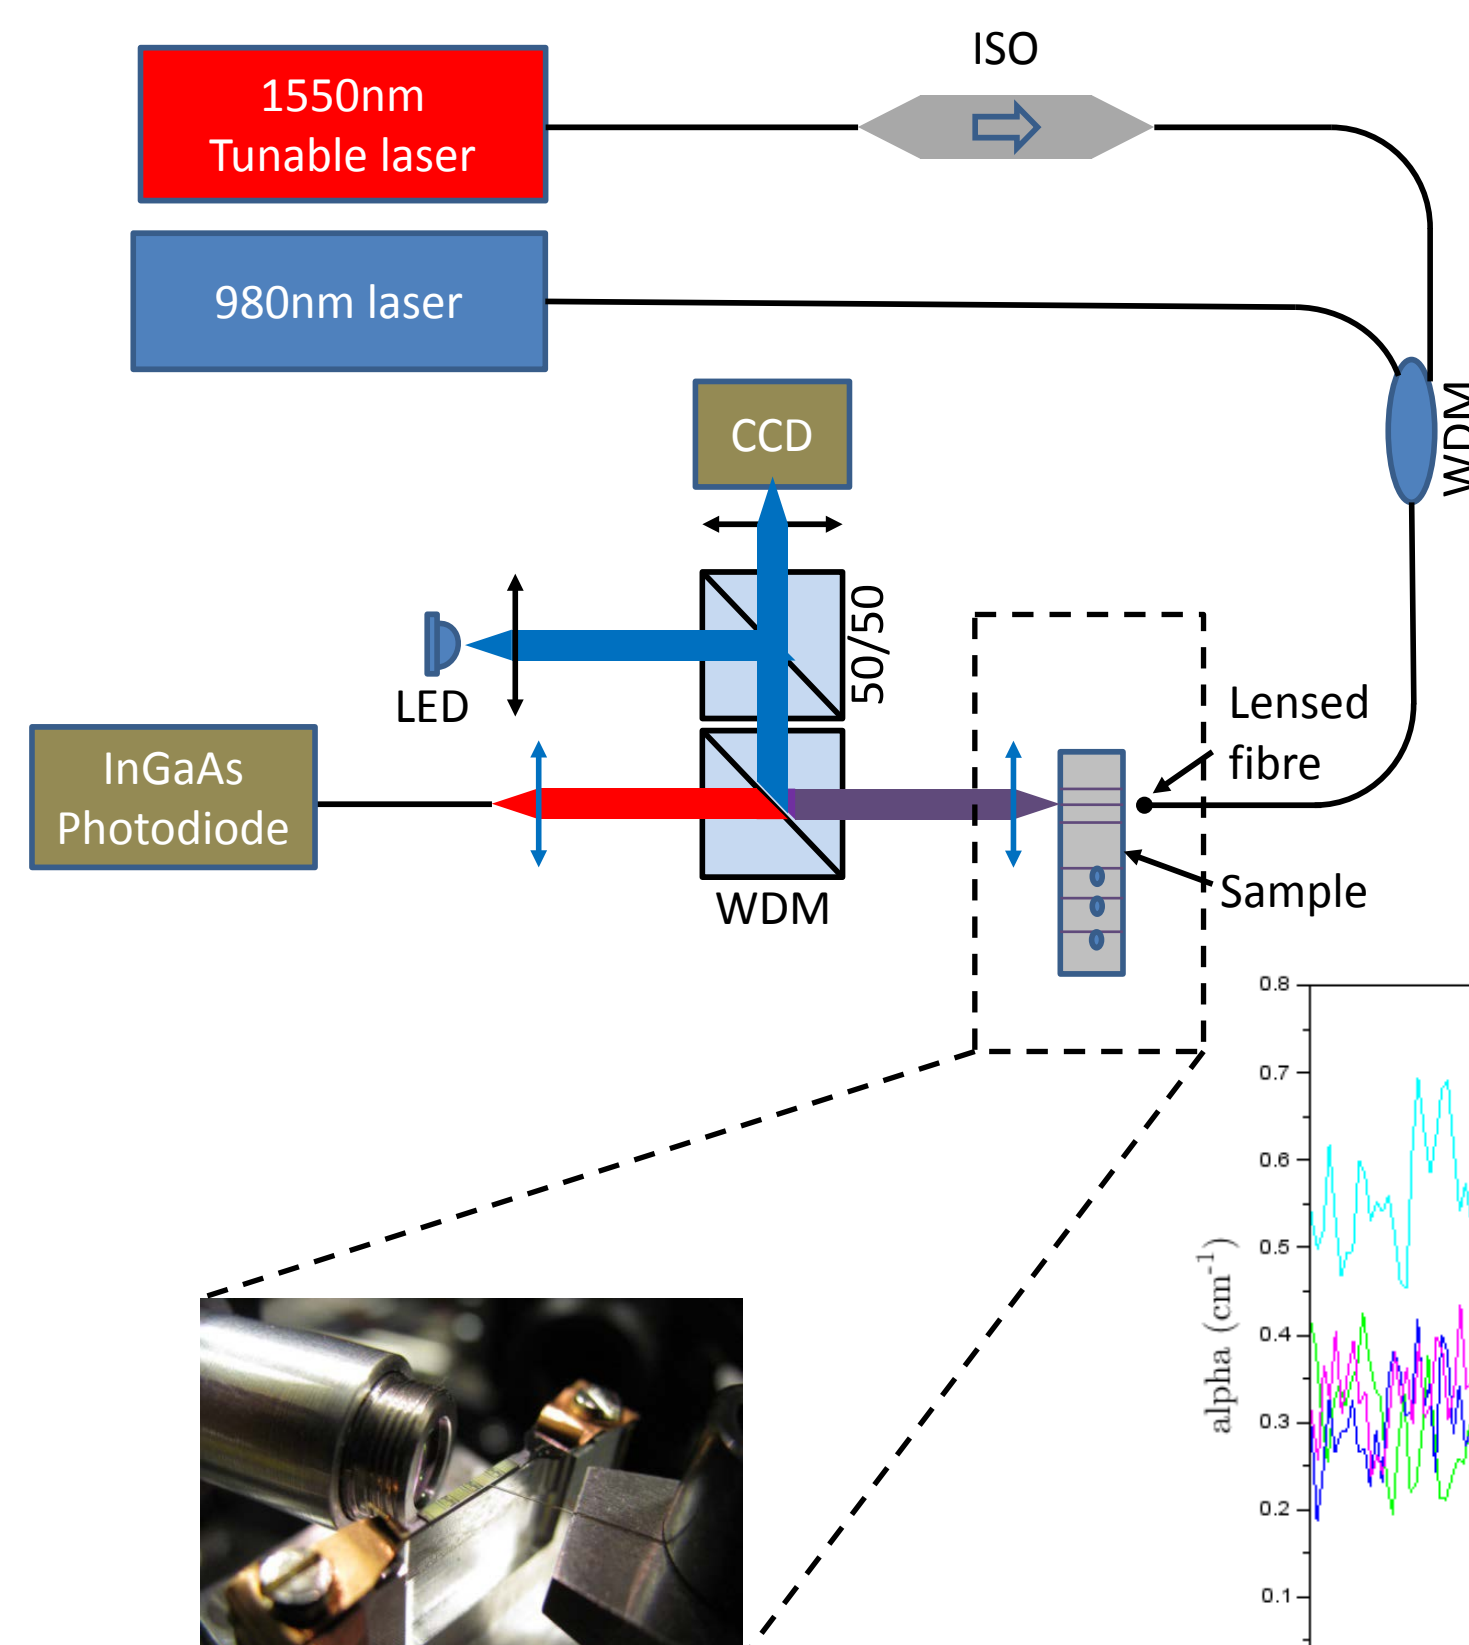 ISO
1550nm
Tunable laser
980nm laser
WDM
CCD
50/50
LED
InGaAs
Photodiode
WDM
Lensed
fibre
Sample
0.8
0.7
0.6
0.5
0.4
0.3
0.2
0.1
alpha (cm⁻¹)